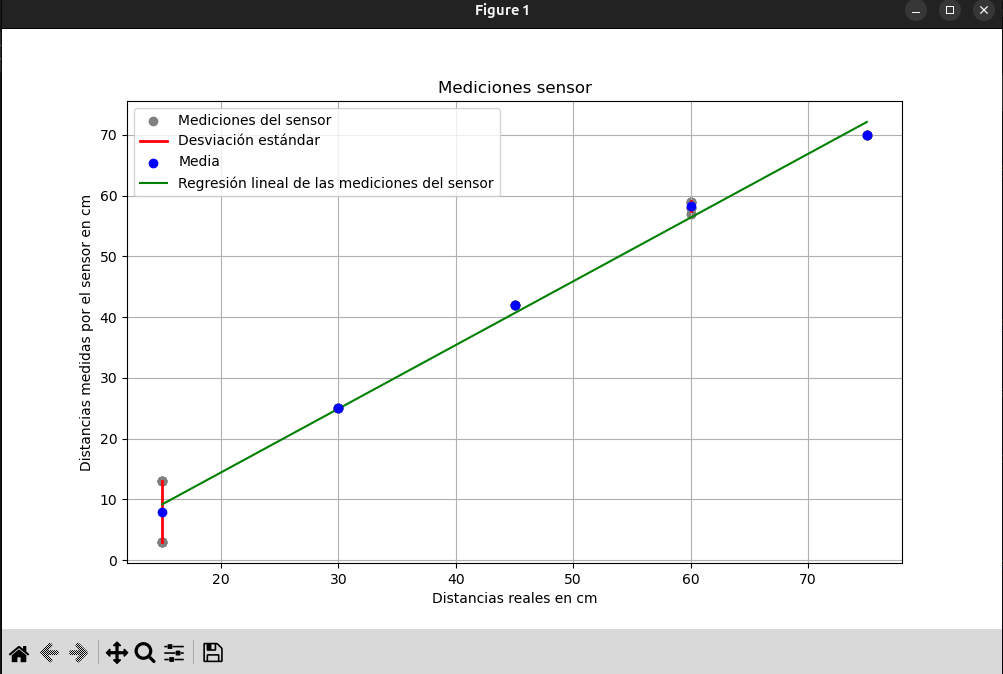 Figure 1
Mediciones sensor
Mediciones del sensor
Desviación estándar
Media
Regresión lineal de las mediciones del sensor
Distancias medidas por el sensor en cm
70
60
50
40
30
20
10
0
20 30 40 50 60 70
Distancias reales en cm